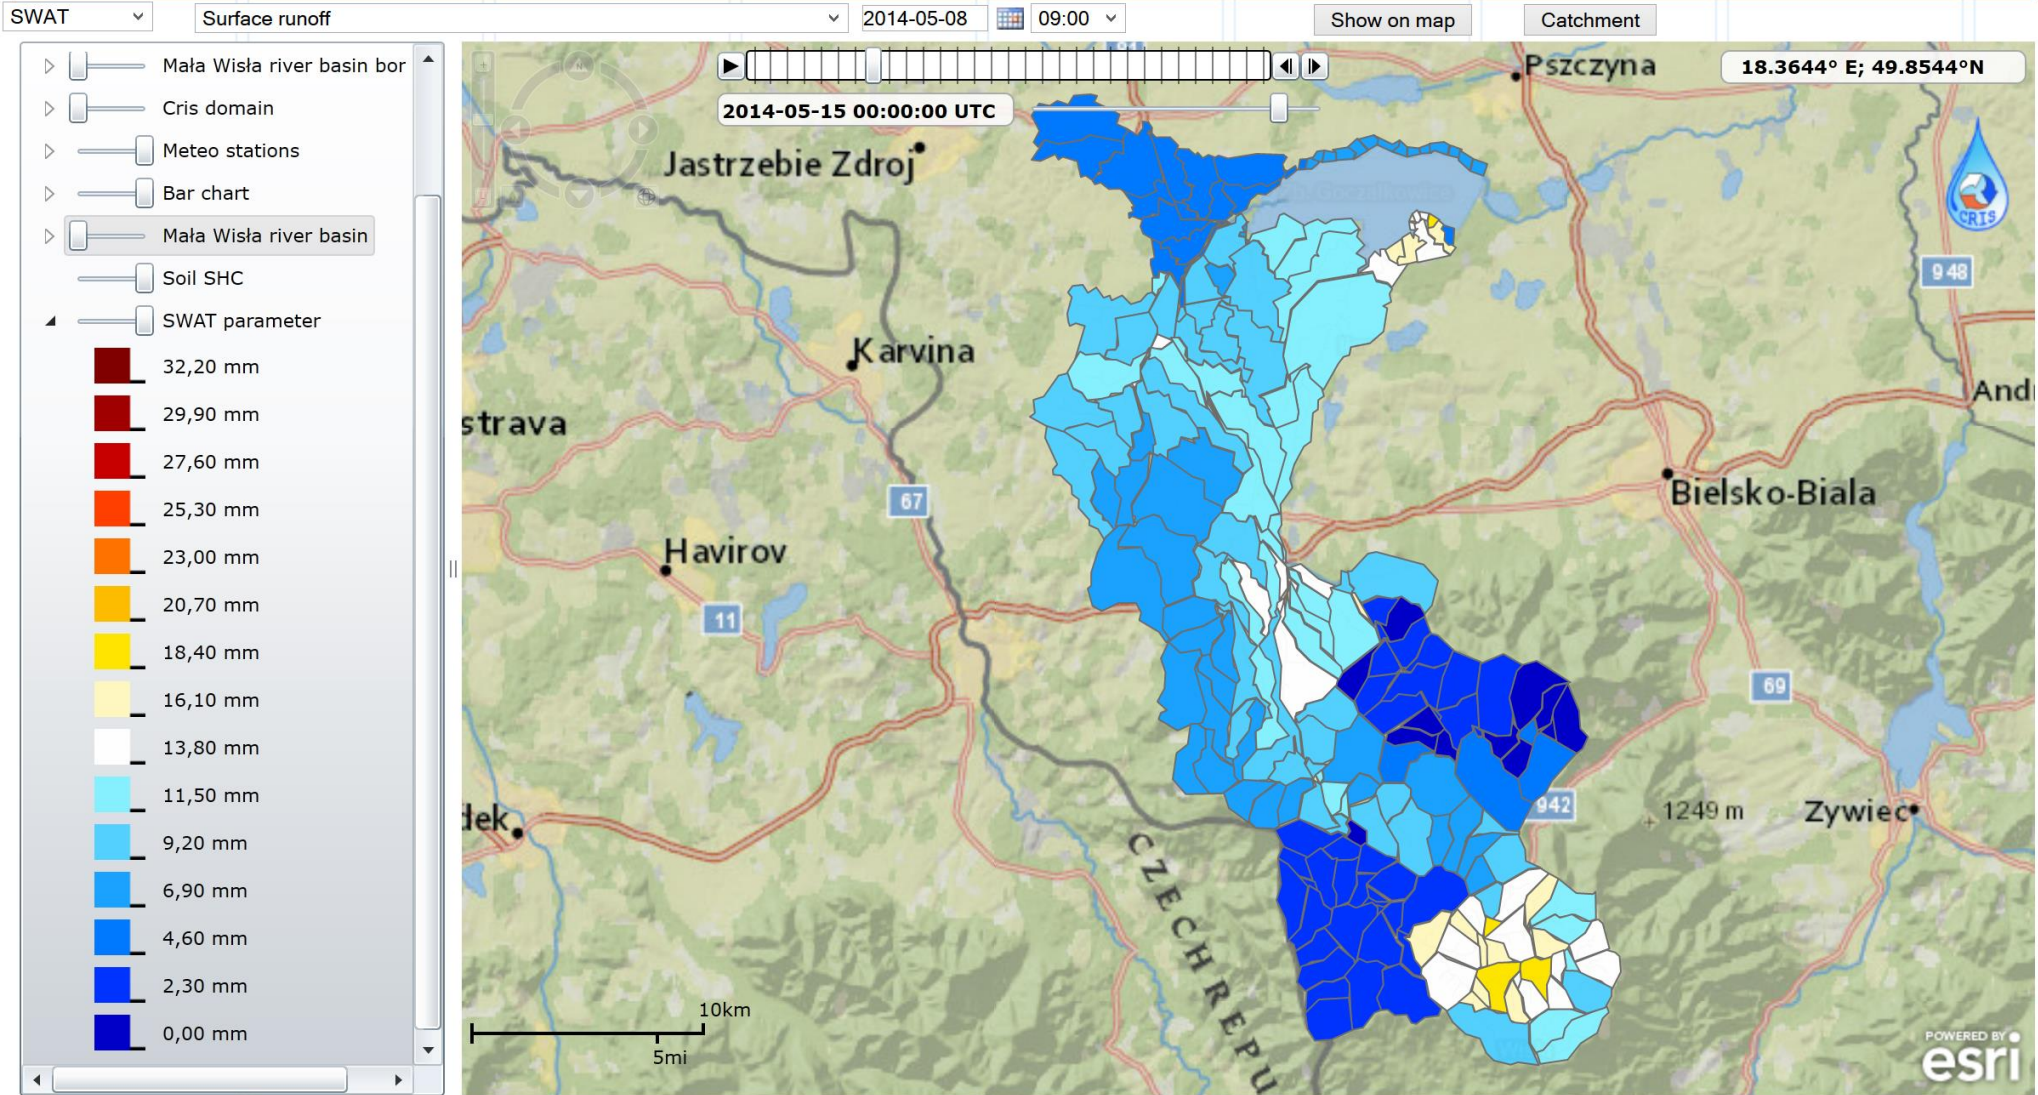 SWAT
Surface runoff
2014-05-08
09:00
Show on map
Catchment
Mała Wisła river basin bor
Cris domain
Meteo stations
Bar chart
Mała Wisła river basin
Soil SHC
SWAT parameter
32,20 mm
29,90 mm
27,60 mm
25,30 mm
23,00 mm
20,70 mm
18,40 mm
16,10 mm
13,80 mm
11,50 mm
9,20 mm
6,90 mm
4,60 mm
2,30 mm
0,00 mm
2014-05-15 00:00:00 UTC
18.3644° E; 49.8544°N
Pszczyna
Jastrzebie Zdroj
CRIS
948
Karvina
Andr
strava
67
Bielsko-Biala
Havirov
11
69
dek
942
1249 m
Zywiec
CZECH REPU
10km
5mi
POWERED BY
esri